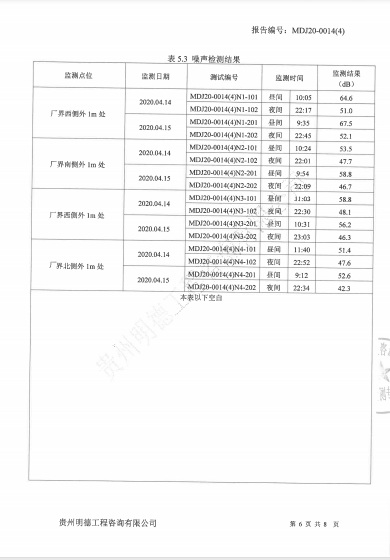 报告编号：MDJ20-0014(4)
表 5.3 噪声检测结果
监测点位 监测日期 测试编号 监测时间 监测结果（dB）
厂界西侧外 1m 处 2020.04.14 MDJ20-0014(4)N1-101 昼间 10:05 64.6
MDJ20-0014(4)N1-102 夜间 22:17 51.0
2020.04.15 MDJ20-0014(4)N1-201 昼间 9:35 67.5
MDJ20-0014(4)N1-202 夜间 22:45 52.1
厂界南侧外 1m 处 2020.04.14 MDJ20-0014(4)N2-101 昼间 10:24 53.5
MDJ20-0014(4)N2-102 夜间 22:01 47.7
2020.04.15 MDJ20-0014(4)N2-201 昼间 9:54 58.8
MDJ20-0014(4)N2-202 夜间 22:09 46.7
厂界西侧外 1m 处 2020.04.14 MDJ20-0014(4)N3-101 昼间 11:03 58.8
MDJ20-0014(4)N3-102 夜间 22:30 48.1
2020.04.15 MDJ20-0014(4)N3-201 昼间 10:31 56.2
MDJ20-0014(4)N3-202 夜间 23:03 46.3
厂界北侧外 1m 处 2020.04.14 MDJ20-0014(4)N4-101 昼间 11:40 51.4
MDJ20-0014(4)N4-102 夜间 22:52 47.6
2020.04.15 MDJ20-0014(4)N4-201 昼间 9:12 52.6
MDJ20-0014(4)N4-202 夜间 22:34 42.3
本表以下空白
贵州明德工
贵州明德工程咨询有限公司
第 6 页 共 8 页